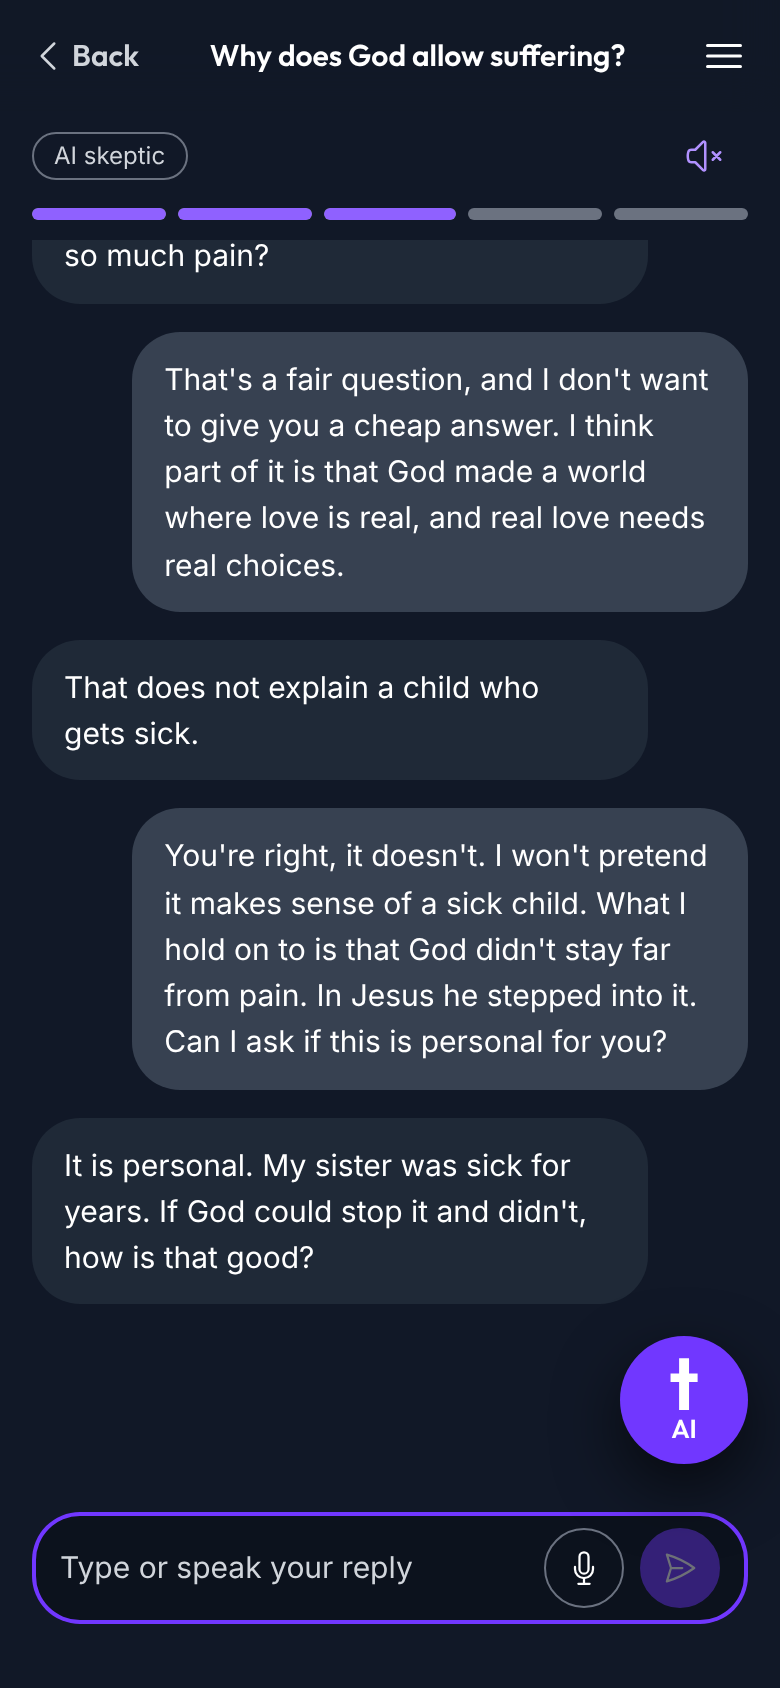 Back
Why does God allow suffering?
AI skeptic
so much pain?
That's a fair question, and I don't want
to give you a cheap answer. I think
part of it is that God made a world
where love is real, and real love needs
real choices.
That does not explain a child who
gets sick.
You're right, it doesn't. I won't pretend
it makes sense of a sick child. What I
hold on to is that God didn't stay far
from pain. In Jesus he stepped into it.
Can I ask if this is personal for you?
It is personal. My sister was sick for
years. If God could stop it and didn't,
how is that good?
AI
Type or speak your reply